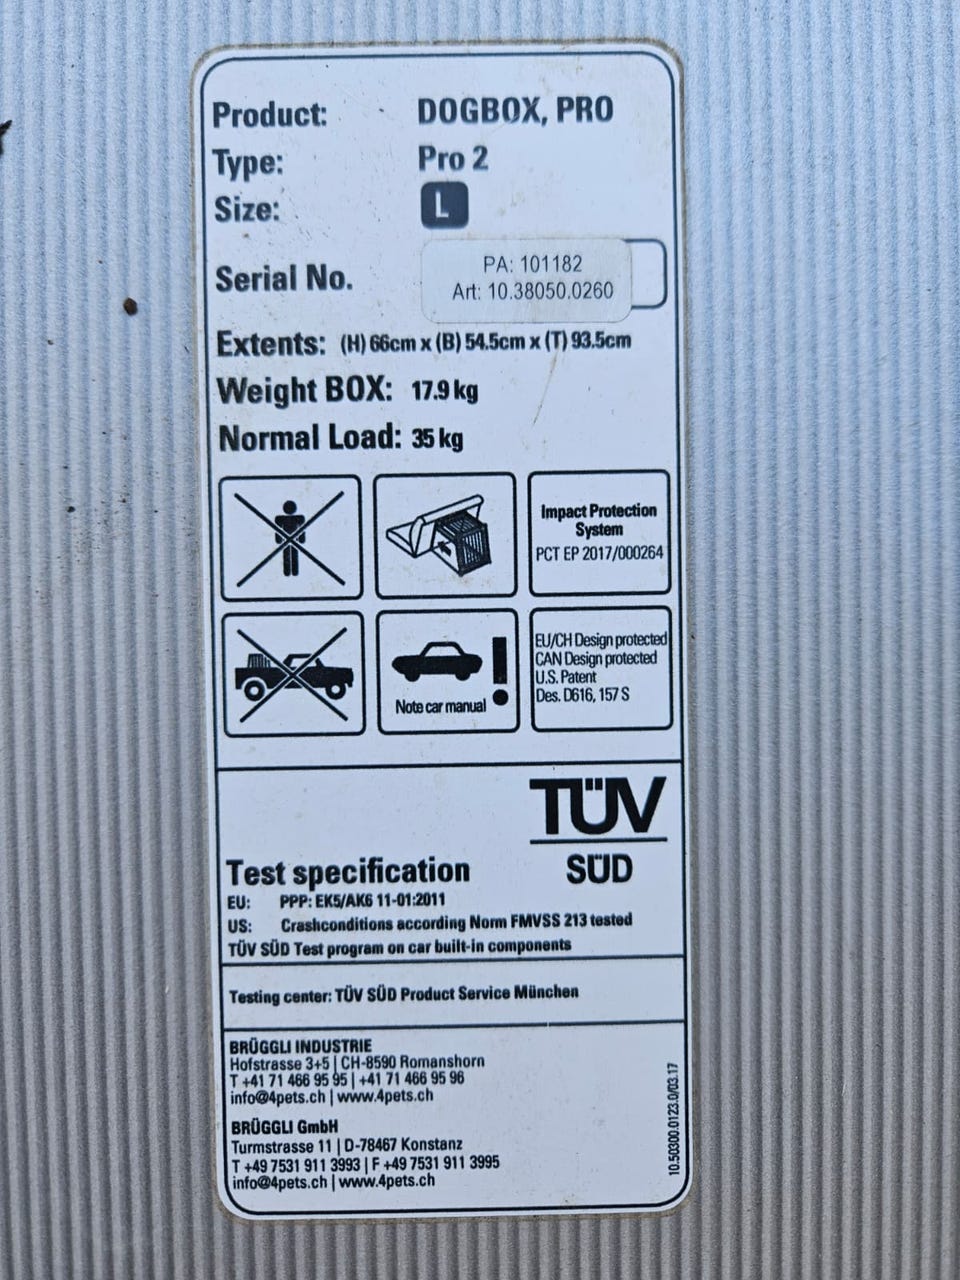 Product: DOGBOX, PRO
Type: Pro 2
Size: L
Serial No.
PA: 101182
Art: 10.38050.0260
Extents: (H) 66cm x (B) 54.5cm x (T) 93.5cm
Weight BOX: 17.9 kg
Normal Load: 35 kg
Impact Protection
System
PCT EP 2017/000264
Note car manual !
EU/CH Design protected
CAN Design protected
U.S. Patent
Des. D616, 157 S
TÜV
SÜD
Test specification
EU: PPP: EK5/AK6 11-01:2011
US: Crashconditions according Norm FMVSS 213 tested
TÜV SÜD Test program on car built-in components
Testing center: TÜV SÜD Product Service München
BRÜGGLI INDUSTRIE
Hofstrasse 3+5 | CH-8590 Romanshorn
T +41 71 466 95 95 | +41 71 466 95 96
info@4pets.ch | www.4pets.ch
BRÜGGLI GmbH
Turmstrasse 11 | D-78467 Konstanz
T +49 7531 911 3993 | F +49 7531 911 3995
info@4pets.ch | www.4pets.ch
10.50300.0123.0/03.17